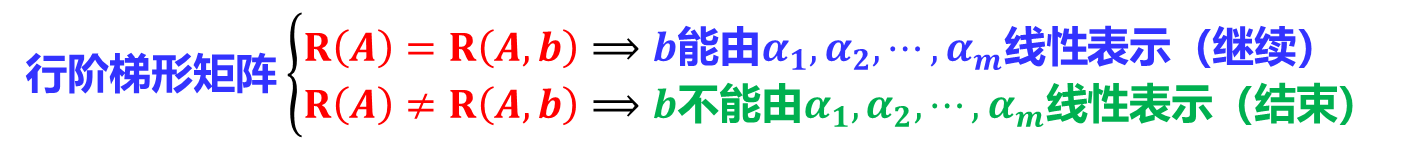 行阶梯形矩阵
R(A) = R(A, b) ⟹ b能由α₁, α₂, ⋯, αₘ线性表示（继续）
R(A) ≠ R(A, b) ⟹ b不能由α₁, α₂, ⋯, αₘ线性表示（结束）